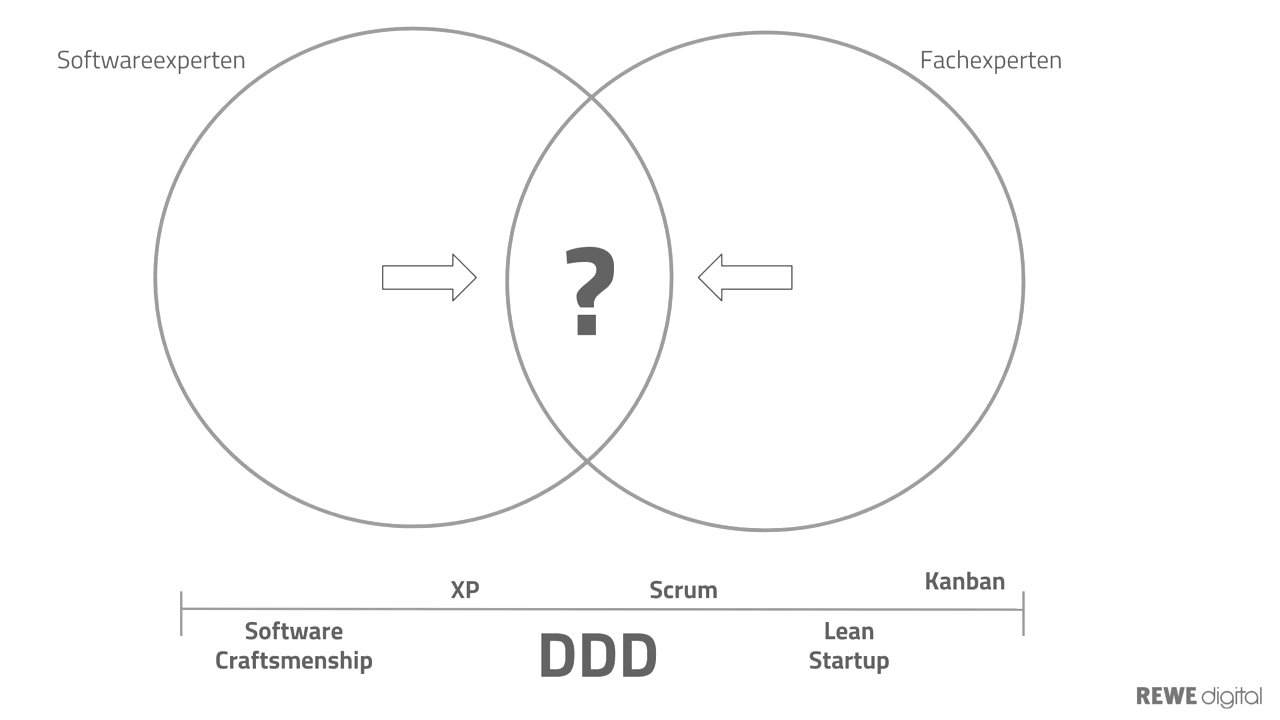 Softwareexperten
Fachexperten
?
XP
Scrum
Kanban
Software
Craftsmenship
DDD
Lean
Startup
REWE digital